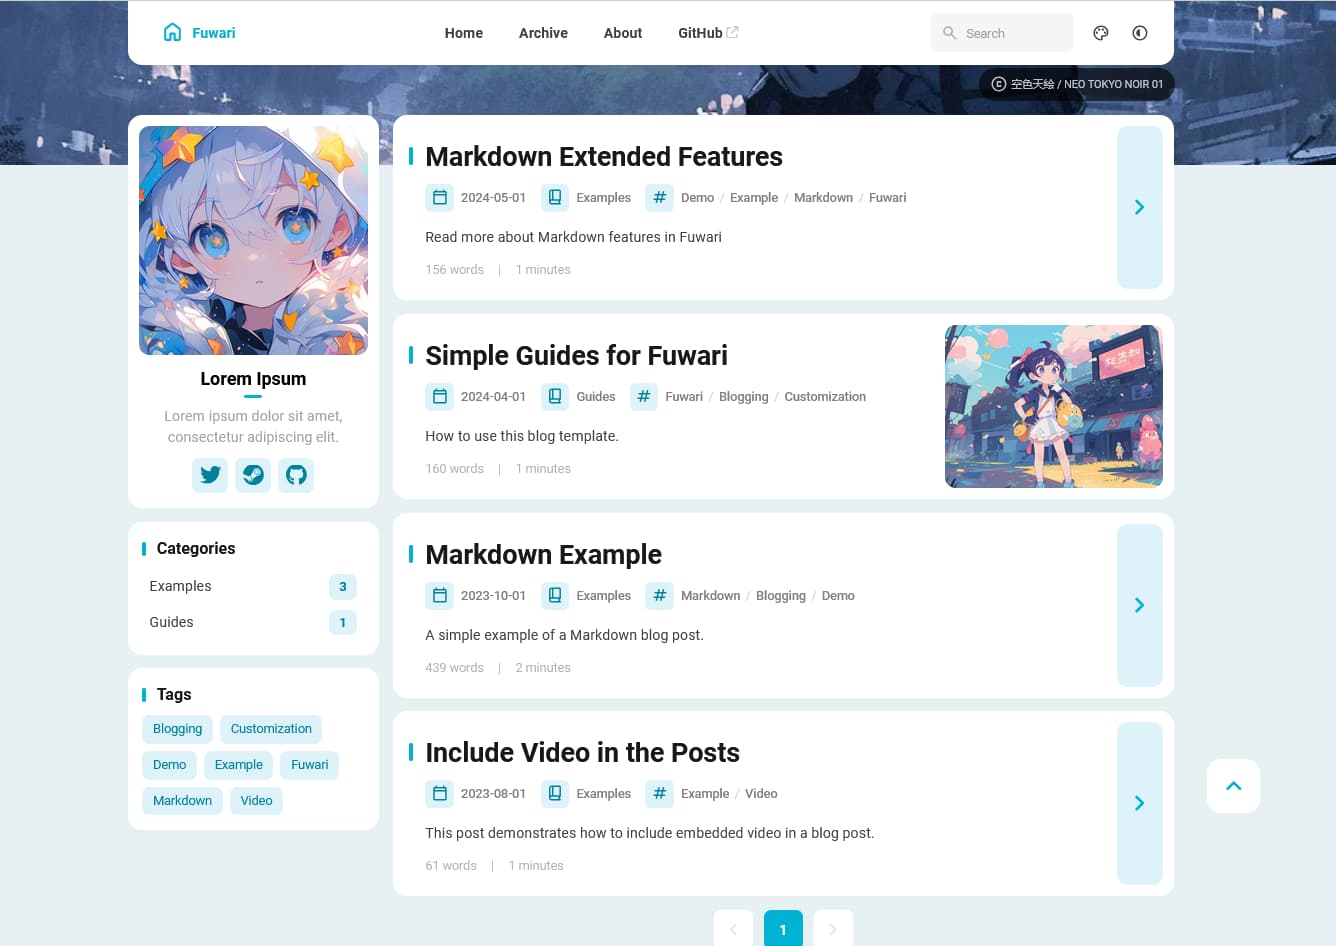 Fuwari
Home Archive About GitHub
Search
空色天絵 / NEO TOKYO NOIR 01
Lorem Ipsum
Lorem ipsum dolor sit amet,
consectetur adipiscing elit.
Categories
Examples 3
Guides 1
Tags
Blogging Customization
Demo Example Fuwari
Markdown Video
Markdown Extended Features
2024-05-01 Examples # Demo / Example / Markdown / Fuwari
Read more about Markdown features in Fuwari
156 words | 1 minutes
Simple Guides for Fuwari
2024-04-01 Guides # Fuwari / Blogging / Customization
How to use this blog template.
160 words | 1 minutes
Markdown Example
2023-10-01 Examples # Markdown / Blogging / Demo
A simple example of a Markdown blog post.
439 words | 2 minutes
Include Video in the Posts
2023-08-01 Examples # Example / Video
This post demonstrates how to include embedded video in a blog post.
61 words | 1 minutes
1